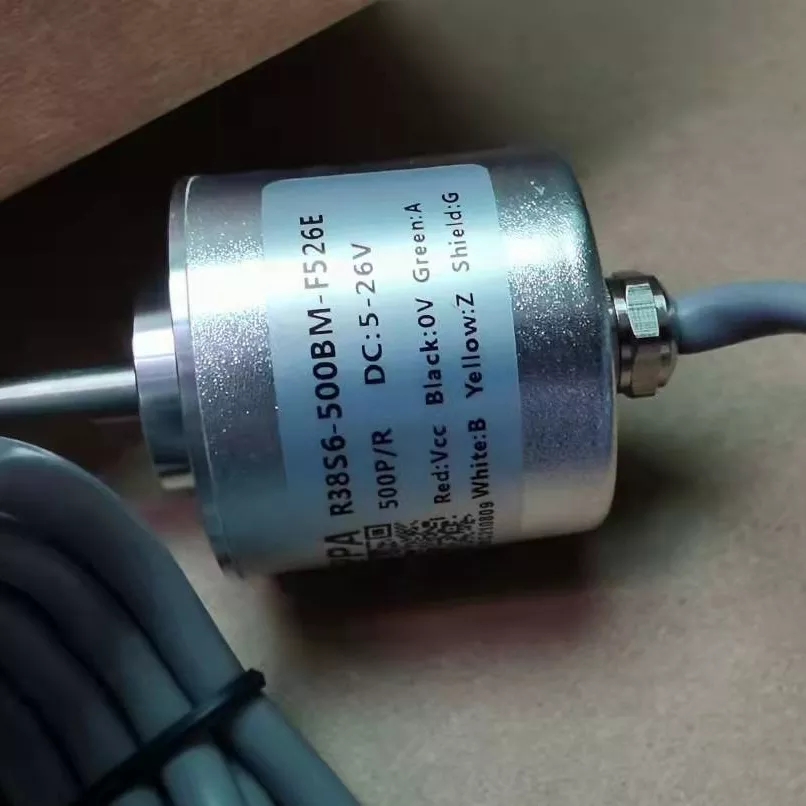 R38S6-500BM-F526E
500P/R DC:5-26V
Red:Vcc Black:0V Green:A
White:B Yellow:Z Shield:G